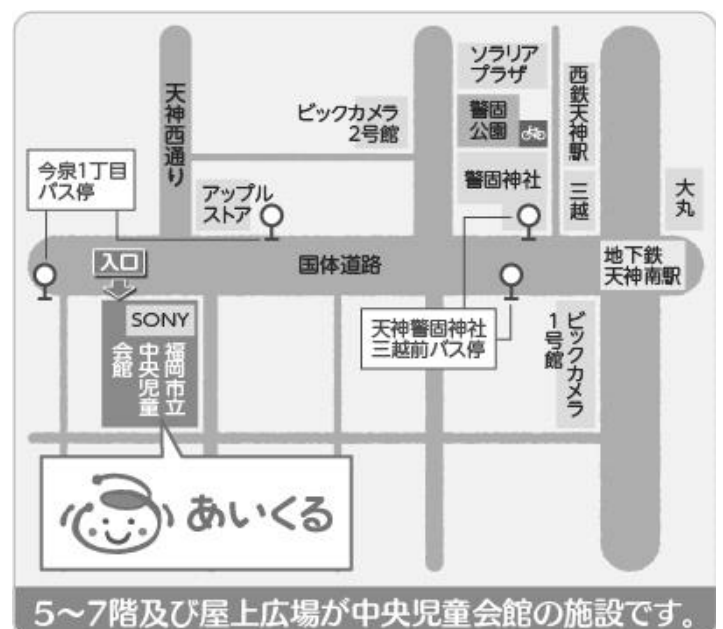 ソラリア
プラザ
天神西通り
ビックカメラ
2号館
警固
公園
西鉄天神駅
今泉1丁目
バス停
アップル
ストア
警固神社
三越
大丸
入口
国体道路
地下鉄
天神南駅
SONY
福岡市立
中央児童
会館
天神警固神社
三越前バス停
ビックカメラ
1号館
あいくる
5〜7階及び屋上広場が中央児童会館の施設です。